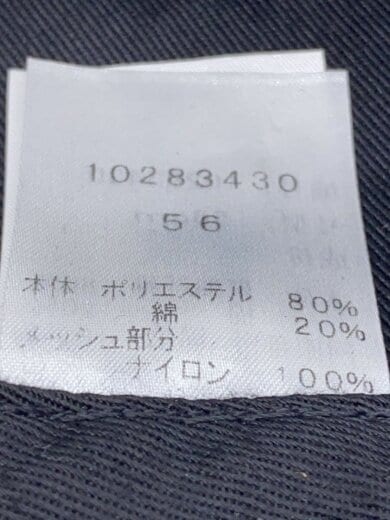 10283430
56
本体 ポリエステル 80%
綿 20%
メッシュ部分
ナイロン 100%